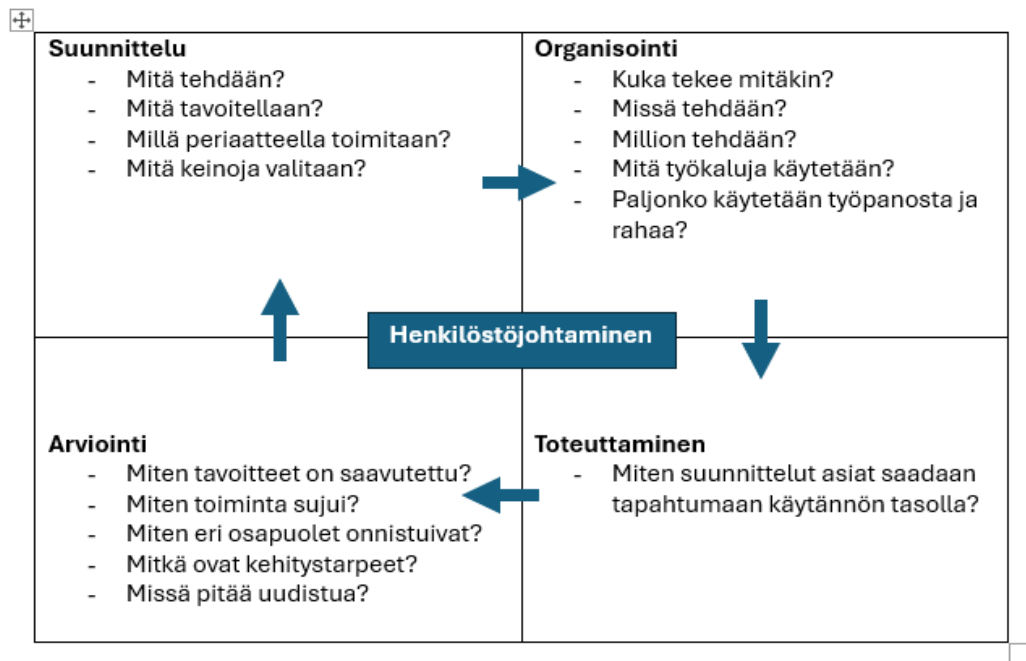 Suunnittelu
- Mitä tehdään?
- Mitä tavoitellaan?
- Millä periaatteella toimitaan?
- Mitä keinoja valitaan?
Organisointi
- Kuka tekee mitäkin?
- Missä tehdään?
- Million tehdään?
- Mitä työkaluja käytetään?
- Paljonko käytetään työpanosta ja
rahaa?
Henkilöstöjohtaminen
Arviointi
- Miten tavoitteet on saavutettu?
- Miten toiminta sujui?
- Miten eri osapuolet onnistuivat?
- Mitkä ovat kehitystarpeet?
- Missä pitää uudistua?
Toteuttaminen
- Miten suunnittelut asiat saadaan
tapahtumaan käytännön tasolla?